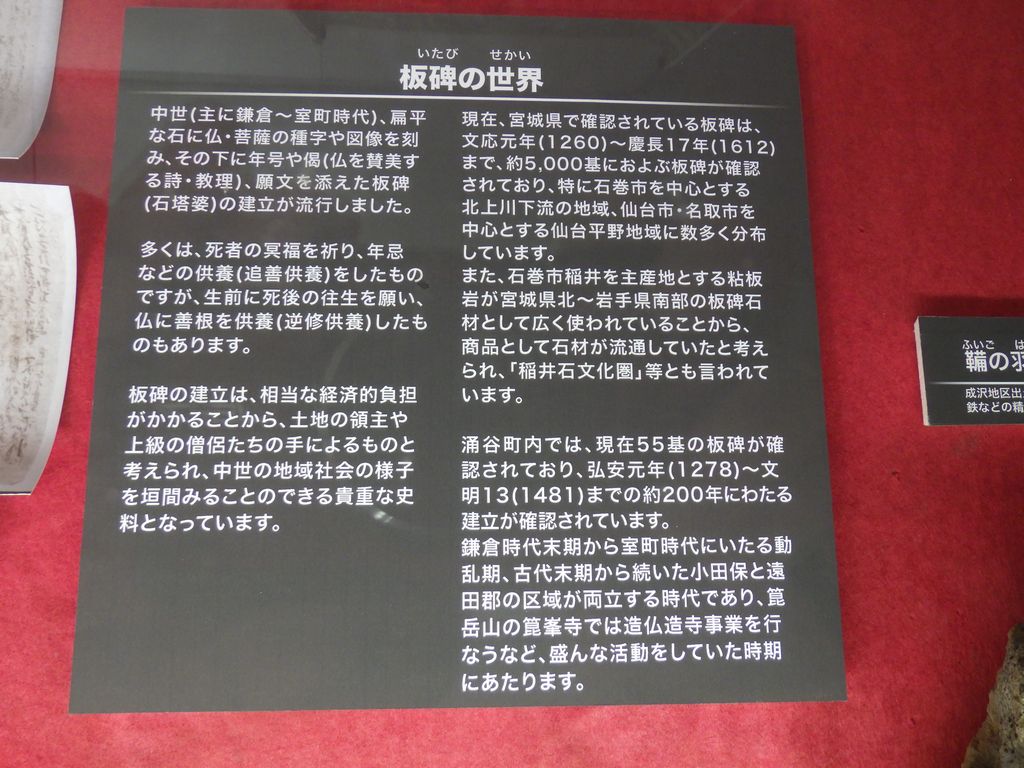 いたび せかい
板碑の世界
中世(主に鎌倉～室町時代)、扁平
な石に仏・菩薩の種字や図像を刻
み、その下に年号や偈(仏を賛美す
る詩・教理)、願文を添えた板碑
(石塔婆)の建立が流行しました。
多くは、死者の冥福を祈り、年忌
などの供養(追善供養)をしたもの
ですが、生前に死後の往生を願い、
仏に善根を供養(逆修供養)したも
のもあります。
板碑の建立は、相当な経済的負担
がかかることから、土地の領主や
上級の僧侶たちの手によるものと
考えられ、中世の地域社会の様子
を垣間みることのできる貴重な史
料となっています。
現在、宮城県で確認されている板碑は、
文応元年(1260)～慶長17年(1612)
まで、約5,000基におよぶ板碑が確認
されており、特に石巻市を中心とする
北上川下流の地域、仙台市・名取市を
中心とする仙台平野地域に数多く分布
しています。
また、石巻市稲井を主産地とする粘板
岩が宮城県北～岩手県南部の板碑石
材として広く使われていることから、
商品として石材が流通していたと考え
られ、「稲井石文化圏」等とも言われて
います。
涌谷町内では、現在55基の板碑が確
認されており、弘安元年(1278)～文
明13(1481)までの約200年にわたる
建立が確認されています。
鎌倉時代末期から室町時代にいたる動
乱期、古代末期から続いた小田保と遠
田郡の区域が両立する時代であり、箟
岳山の箟峯寺では造仏造寺事業を行
なうなど、盛んな活動をしていた時期
にあたります。
ふいご は
鞴の羽
成沢地区出
鉄などの精